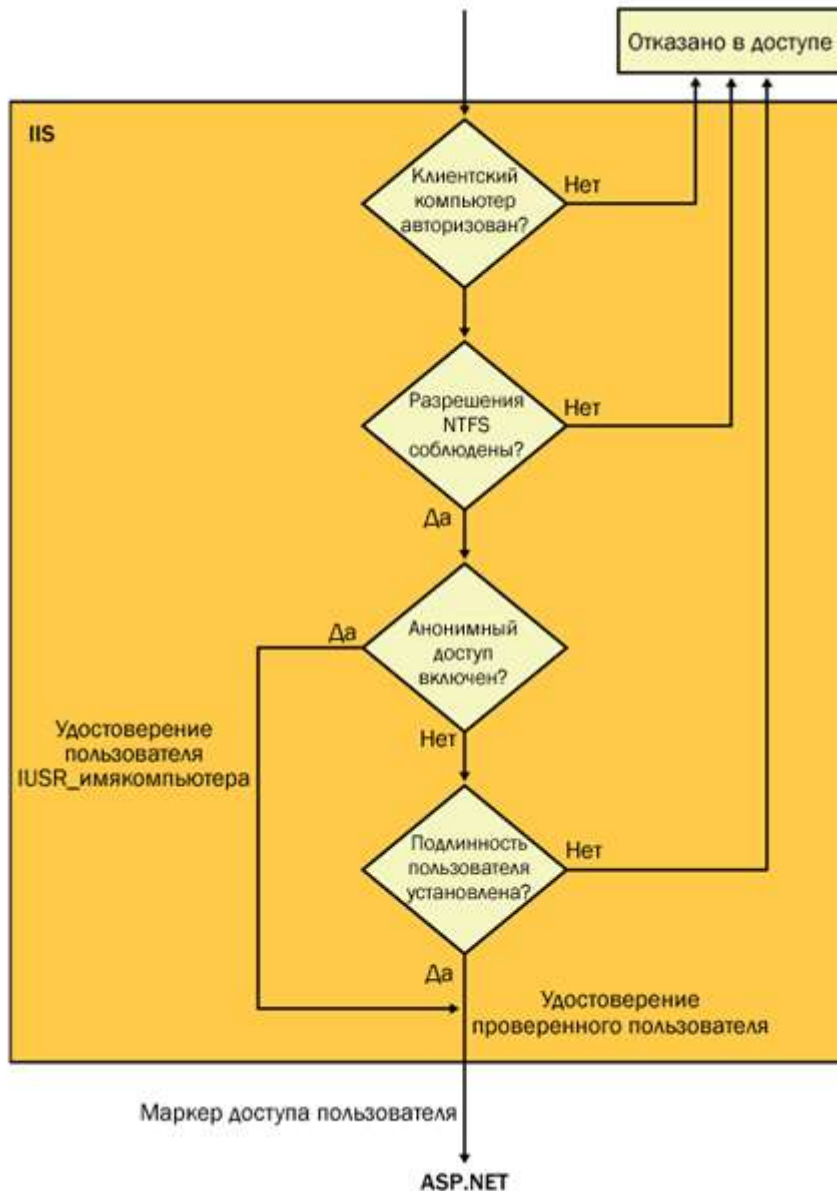 Отказано в доступе
IIS
Клиентский
компьютер
авторизован?
Нет
Разрешения
NTFS
соблюдены?
Нет
Да
Анонимный
доступ
включен?
Да
Удостоверение
пользователя
IUSR_имякомпьютера
Нет
Подлинность
пользователя
установлена?
Нет
Да
Удостоверение
проверенного пользователя
Маркер доступа пользователя
ASP.NET